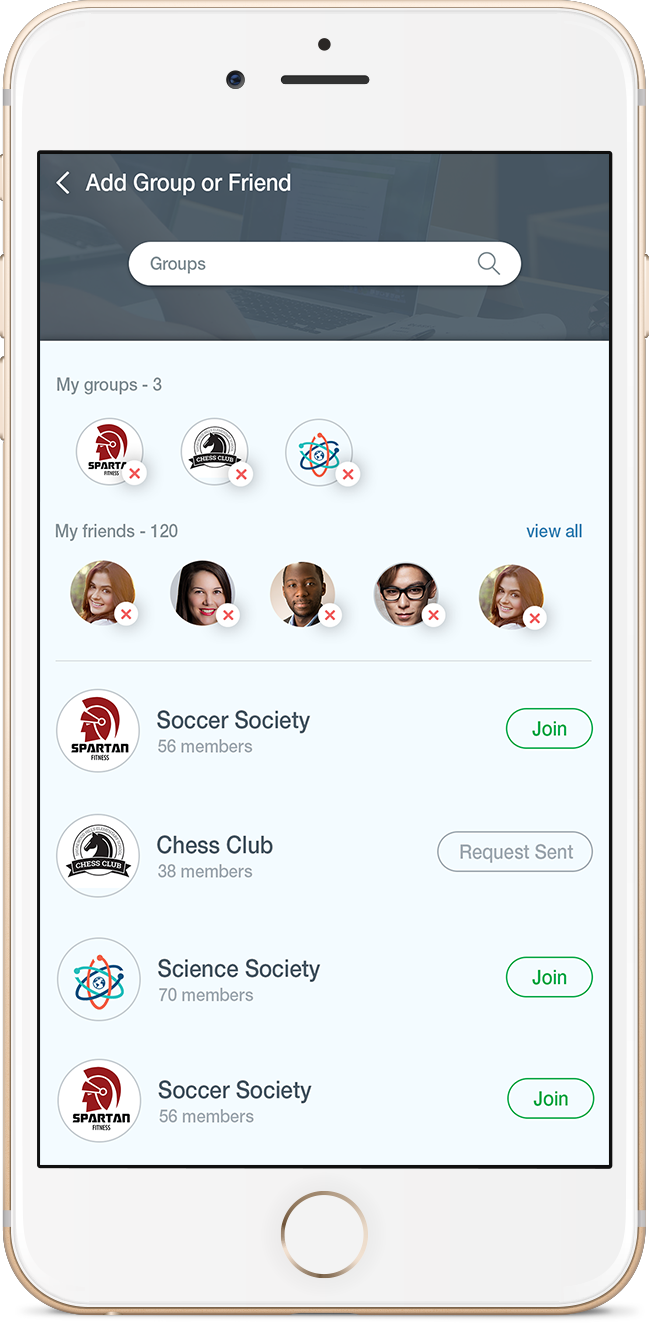 Add Group or Friend
Groups
My groups - 3
SPARTAN
FITNESS
CHESS CLUB
My friends - 120
view all
SPARTAN
FITNESS
Soccer Society
56 members
Join
CHESS CLUB
Chess Club
38 members
Request Sent
Science Society
70 members
Join
SPARTAN
FITNESS
Soccer Society
56 members
Join